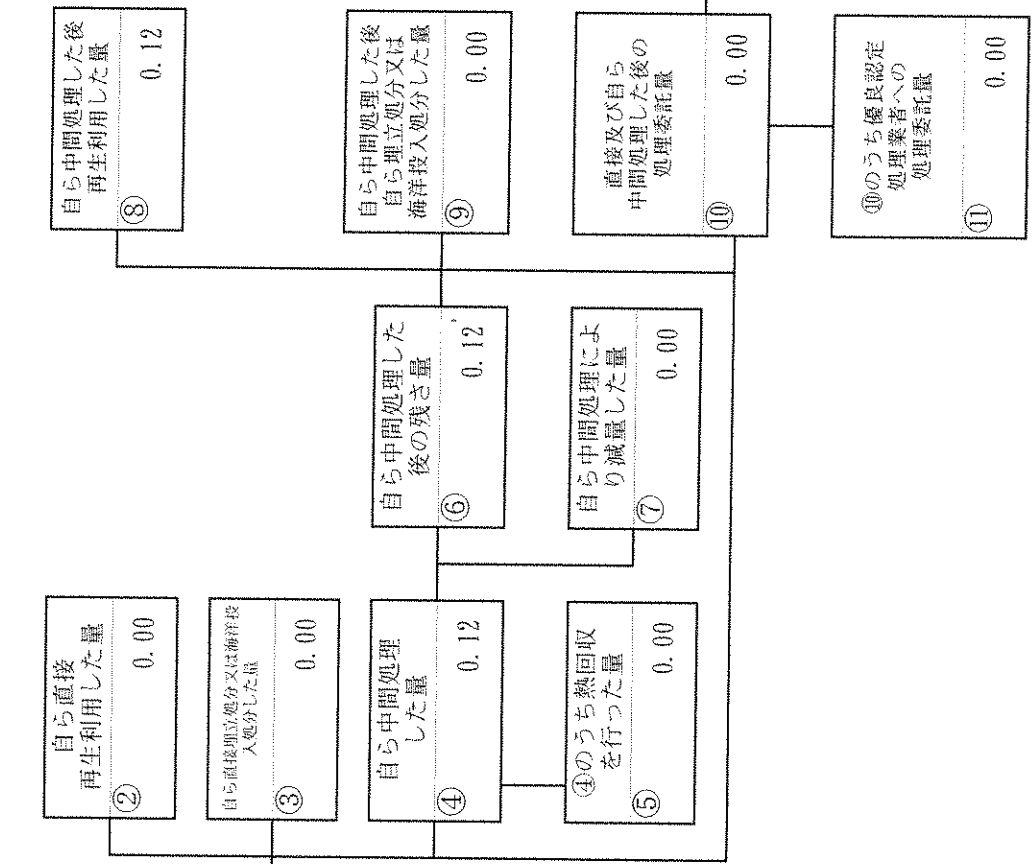 自ら直接
再生利用した量
②
0.00
自ら直接埋立処分又は海洋投
入処分した量
③
0.00
自ら中間処理
した量
④
0.12
④のうち熱回収
を行った量
⑤
0.00
自ら中間処理した
後の残さ量
⑥
0.12
自ら中間処理によ
り減量した量
⑦
0.00
自ら中間処理した後
再生利用した量
⑧
0.12
自ら中間処理した後
自ら埋立処分又は
海洋投入処分した量
⑨
0.00
直接及び自ら
中間処理した後の
処理委託量
⑩
0.00
⑩のうち優良認定
処理業者への
処理委託量
⑪
0.00